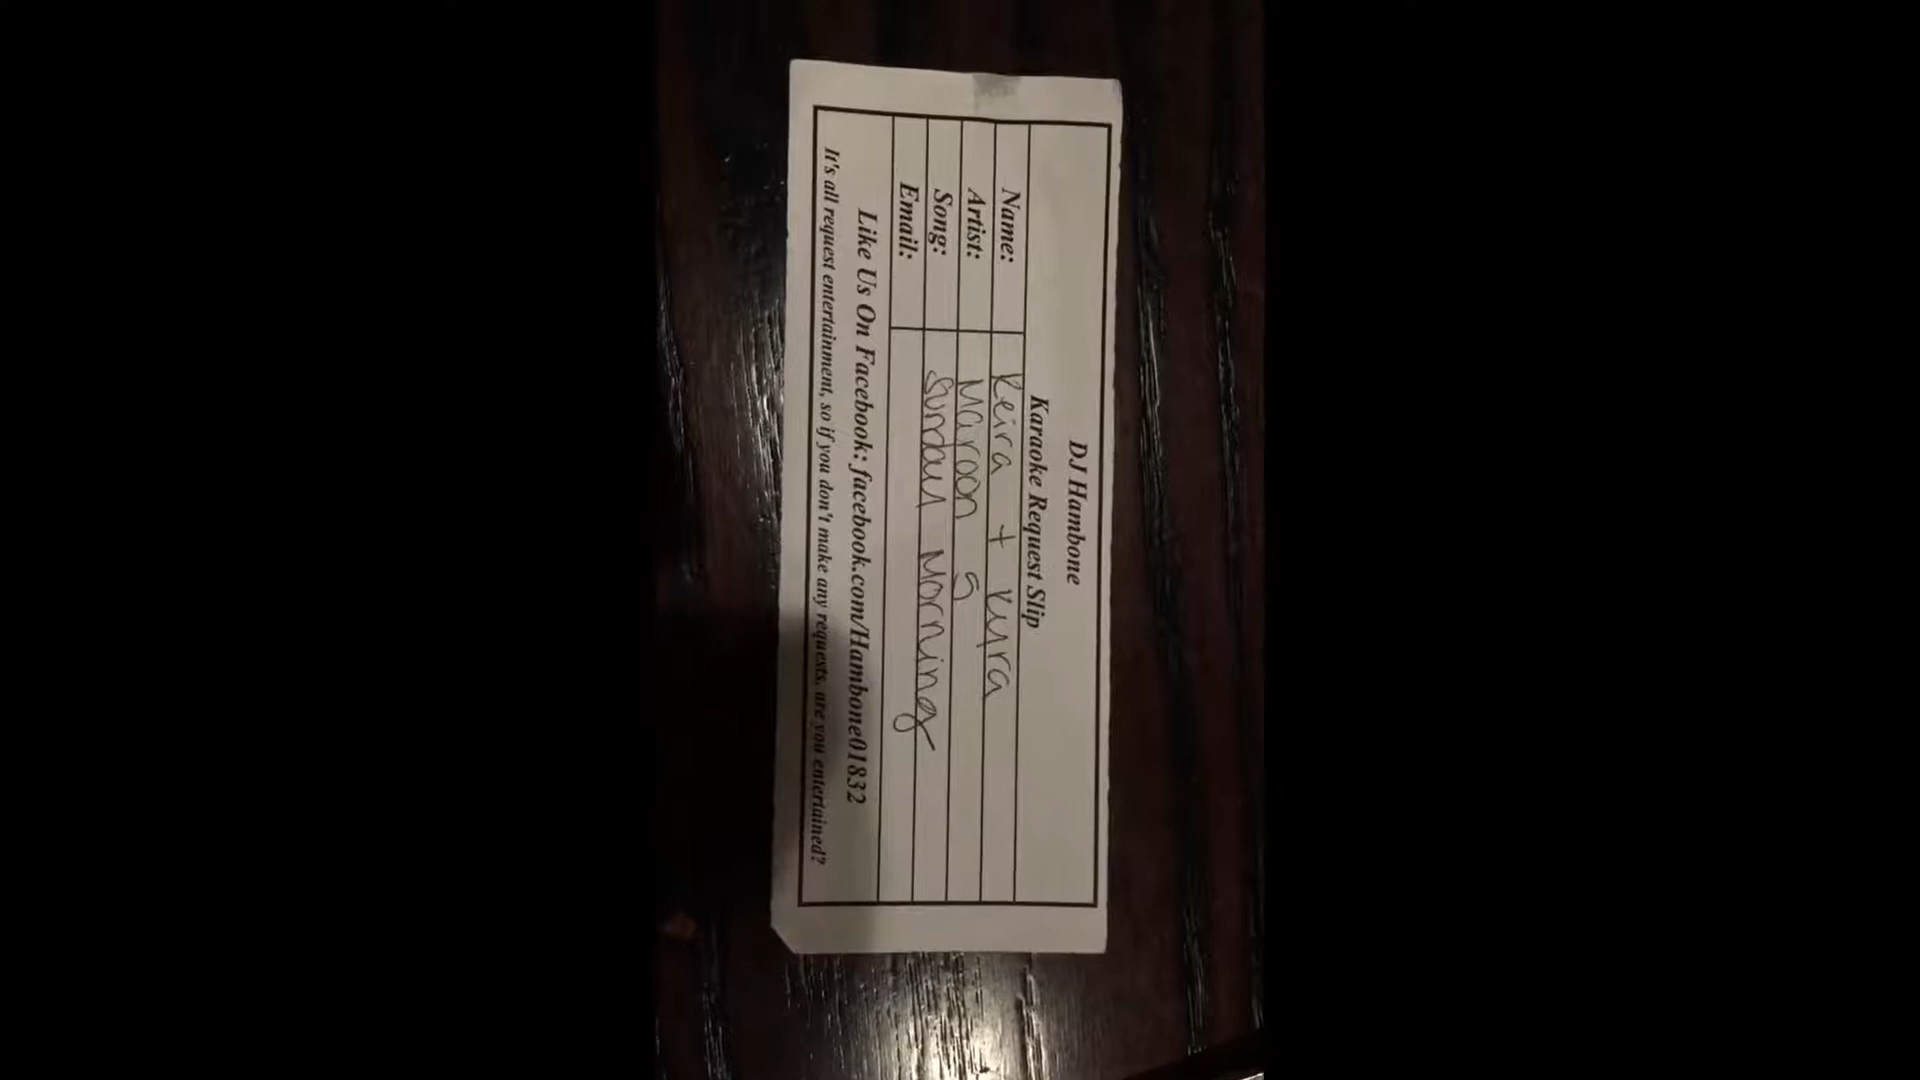 DJ Hambone
Karaoke Request Slip
Name: Keira + Kyra
Artist: Maroon 5
Song: Sunday Morning
Email:
Like Us On Facebook: facebook.com/Hambone01832
It's all request entertainment, so if you don't make any requests, are you entertained?